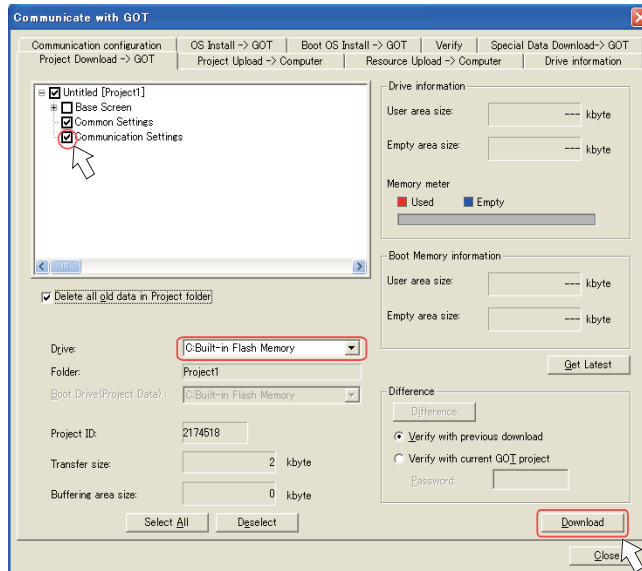 Communicate with GOT
Communication configuration OS Install -> GOT Boot OS Install -> GOT Verify Special Data Download-> GOT
Project Download -> GOT Project Upload -> Computer Resource Upload -> Computer Drive information
Untitled [Project1]
Base Screen
Common Settings
Communication Settings
Delete all old data in Project folder
Drive: C:Built-in Flash Memory
Folder: Project1
Boot Drive(Project Data) : C:Built-in Flash Memory
Project ID: 2174518
Transfer size: 2 kbyte
Buffering area size: 0 kbyte
Select All Deselect
Drive information
User area size: --- kbyte
Empty area size: --- kbyte
Memory meter
Used Empty
Boot Memory information
User area size: --- kbyte
Empty area size: --- kbyte
Get Latest
Difference
Difference
Verify with previous download
Verify with current GOT project
Password:
Download
Close